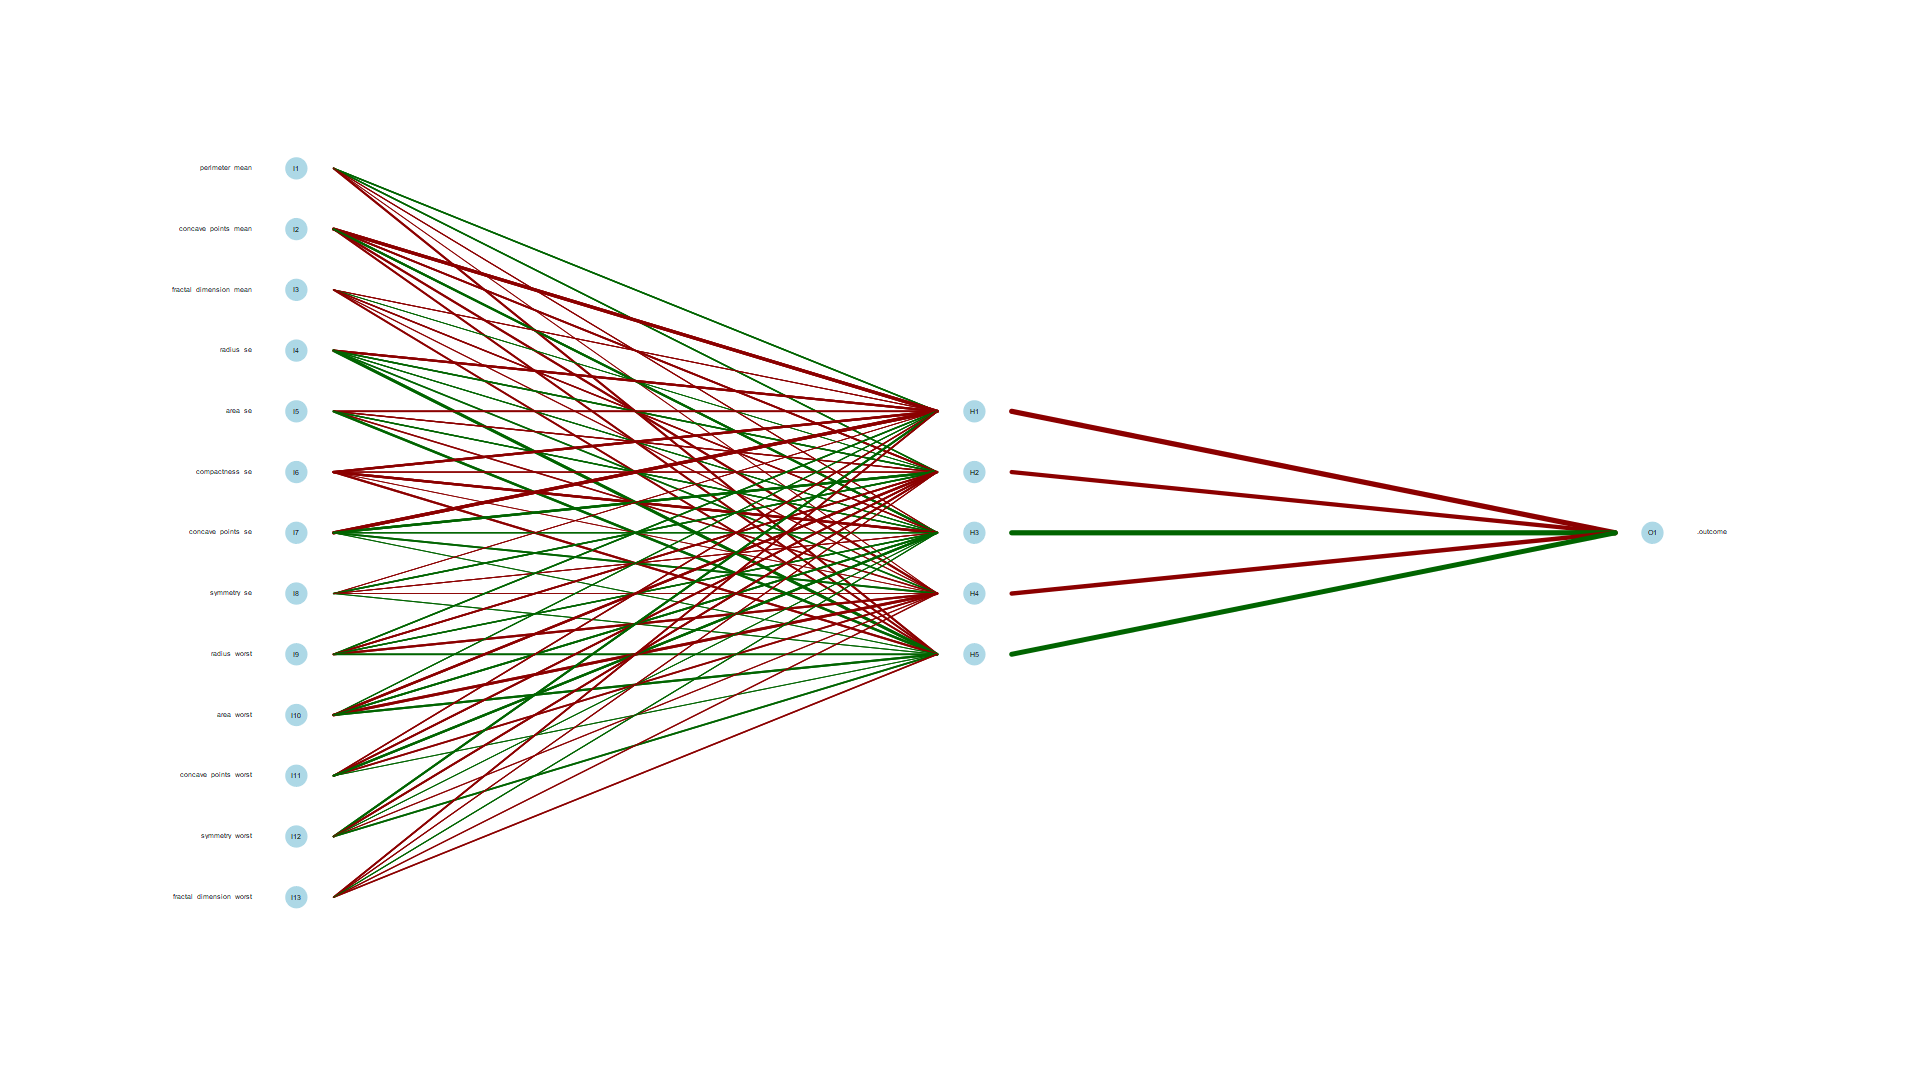 perimeter mean I1
concave points mean I2
fractal dimension mean I3
radius se I4
area se I5 H1
compactness se I6 H2
concave points se I7 H3 O1 .outcome
symmetry se I8 H4
radius worst I9 H5
area worst I10
concave points worst I11
symmetry worst I12
fractal dimension worst I13